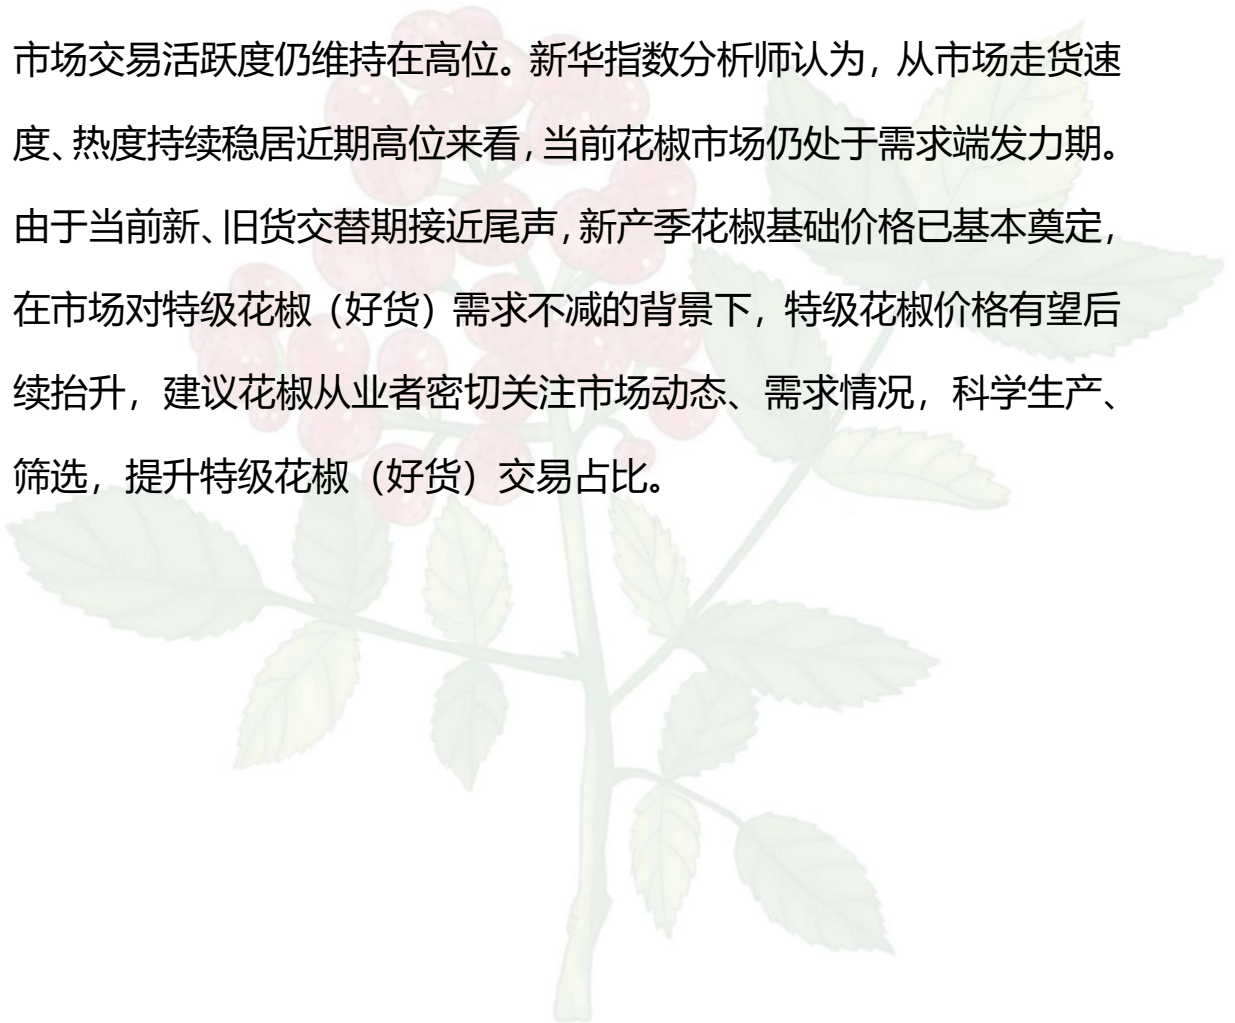 市场交易活跃度仍维持在高位。新华指数分析师认为，从市场走货速
度、热度持续稳居近期高位来看，当前花椒市场仍处于需求端发力期。
由于当前新、旧货交替期接近尾声，新产季花椒基础价格已基本奠定，
在市场对特级花椒（好货）需求不减的背景下，特级花椒价格有望后
续抬升，建议花椒从业者密切关注市场动态、需求情况，科学生产、
筛选，提升特级花椒（好货）交易占比。